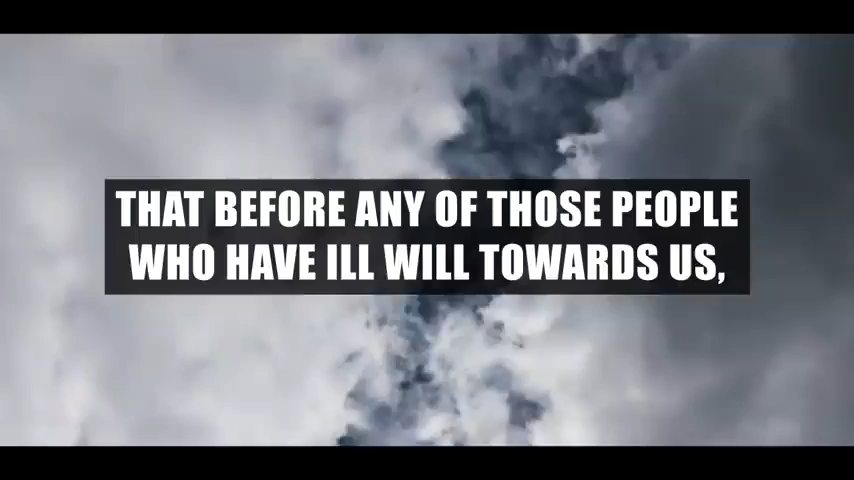 THAT BEFORE ANY OF THOSE PEOPLE
WHO HAVE ILL WILL TOWARDS US,